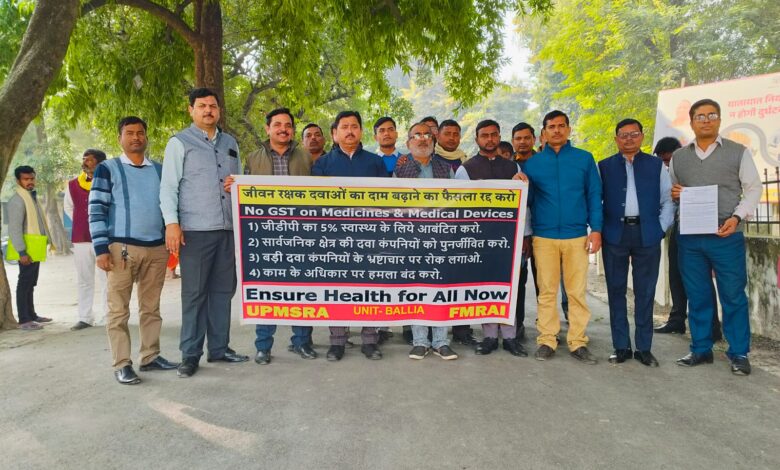 जीवन रक्षक दवाओं का दाम बढ़ाने का फैसला रद्द करो
No GST on Medicines & Medical Devices
1) जीडीपी का 5% स्वास्थ्य के लिये आबंटित करो.
2) सार्वजनिक क्षेत्र की दवा कंपनियों को पुनर्जीवित करो.
3) बड़ी दवा कंपनियों के भ्रष्टाचार पर रोक लगाओ.
4) काम के अधिकार पर हमला बंद करो.
Ensure Health for All Now
UPMSRA UNIT- BALLIA FMRAI
यातायात निय
न होगी दुर्घट